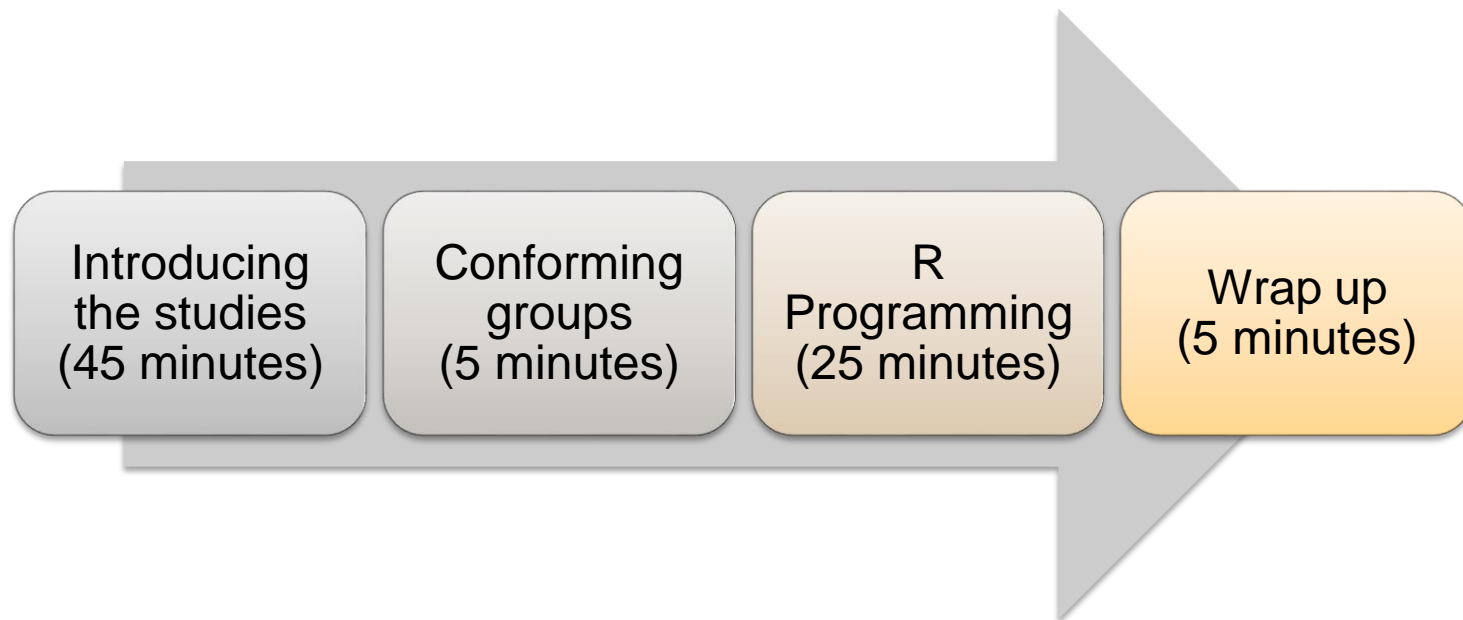 Introducing
the studies
(45 minutes)
Conforming
groups
(5 minutes)
R
Programming
(25 minutes)
Wrap up
(5 minutes)